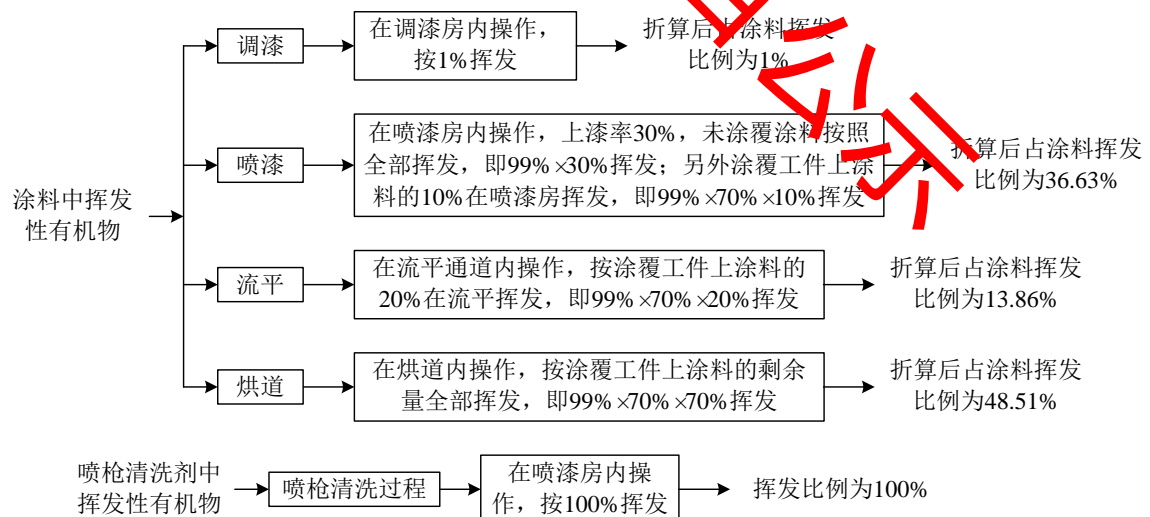 调漆
在调漆房内操作，
按1%挥发
折算后占涂料挥发
比例为1%
喷漆
在喷漆房内操作，上漆率30%，未涂覆涂料按照
全部挥发，即99%×30%挥发；另外涂覆工件上涂
料的10%在喷漆房挥发，即99%×70%×10%挥发
折算后占涂料挥发
比例为36.63%
涂料中挥发
性有机物
流平
在流平通道内操作，按涂覆工件上涂料的
20%在流平挥发，即99%×70%×20%挥发
折算后占涂料挥发
比例为13.86%
烘道
在烘道内操作，按涂覆工件上涂料的剩余
量全部挥发，即99%×70%×70%挥发
折算后占涂料挥发
比例为48.51%
喷枪清洗剂中
挥发性有机物
喷枪清洗过程
在喷漆房内操
作，按100%挥发
挥发比例为100%
公示